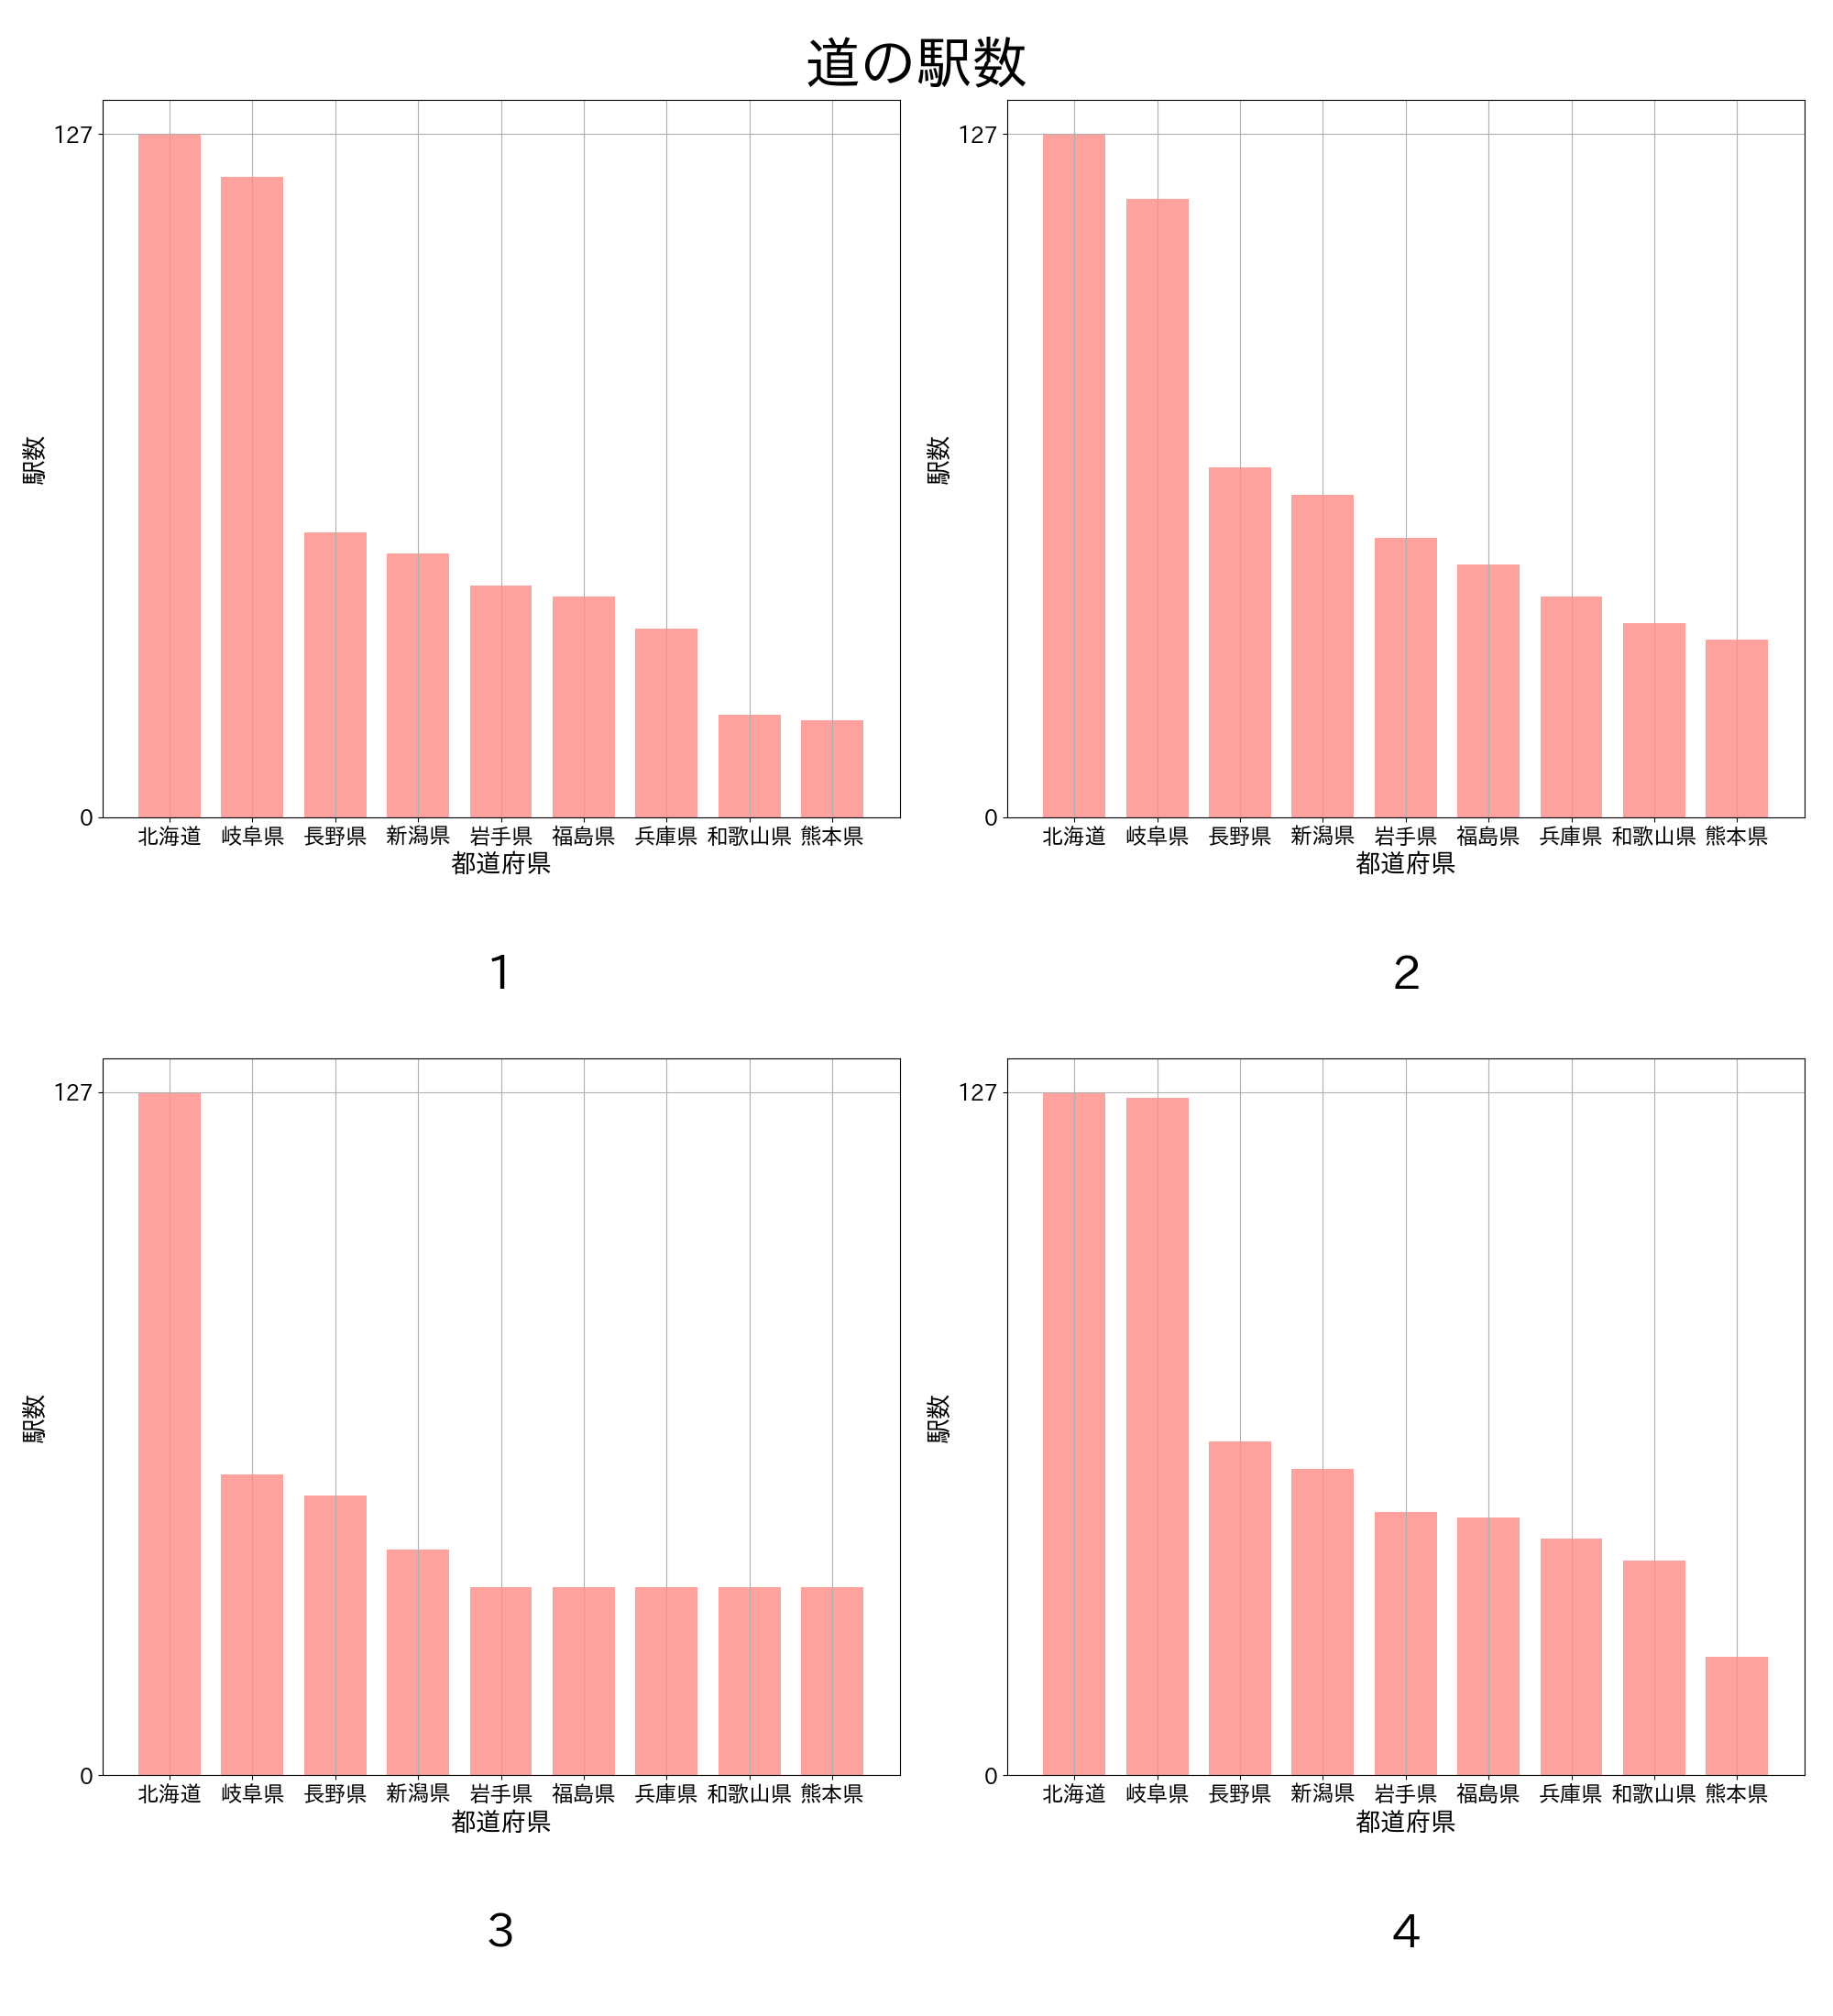 道の駅数
127
0
駅数
北海道 岐阜県 長野県 新潟県 岩手県 福島県 兵庫県 和歌山県 熊本県
都道府県
1
127
0
駅数
北海道 岐阜県 長野県 新潟県 岩手県 福島県 兵庫県 和歌山県 熊本県
都道府県
2
127
0
駅数
北海道 岐阜県 長野県 新潟県 岩手県 福島県 兵庫県 和歌山県 熊本県
都道府県
3
127
0
駅数
北海道 岐阜県 長野県 新潟県 岩手県 福島県 兵庫県 和歌山県 熊本県
都道府県
4